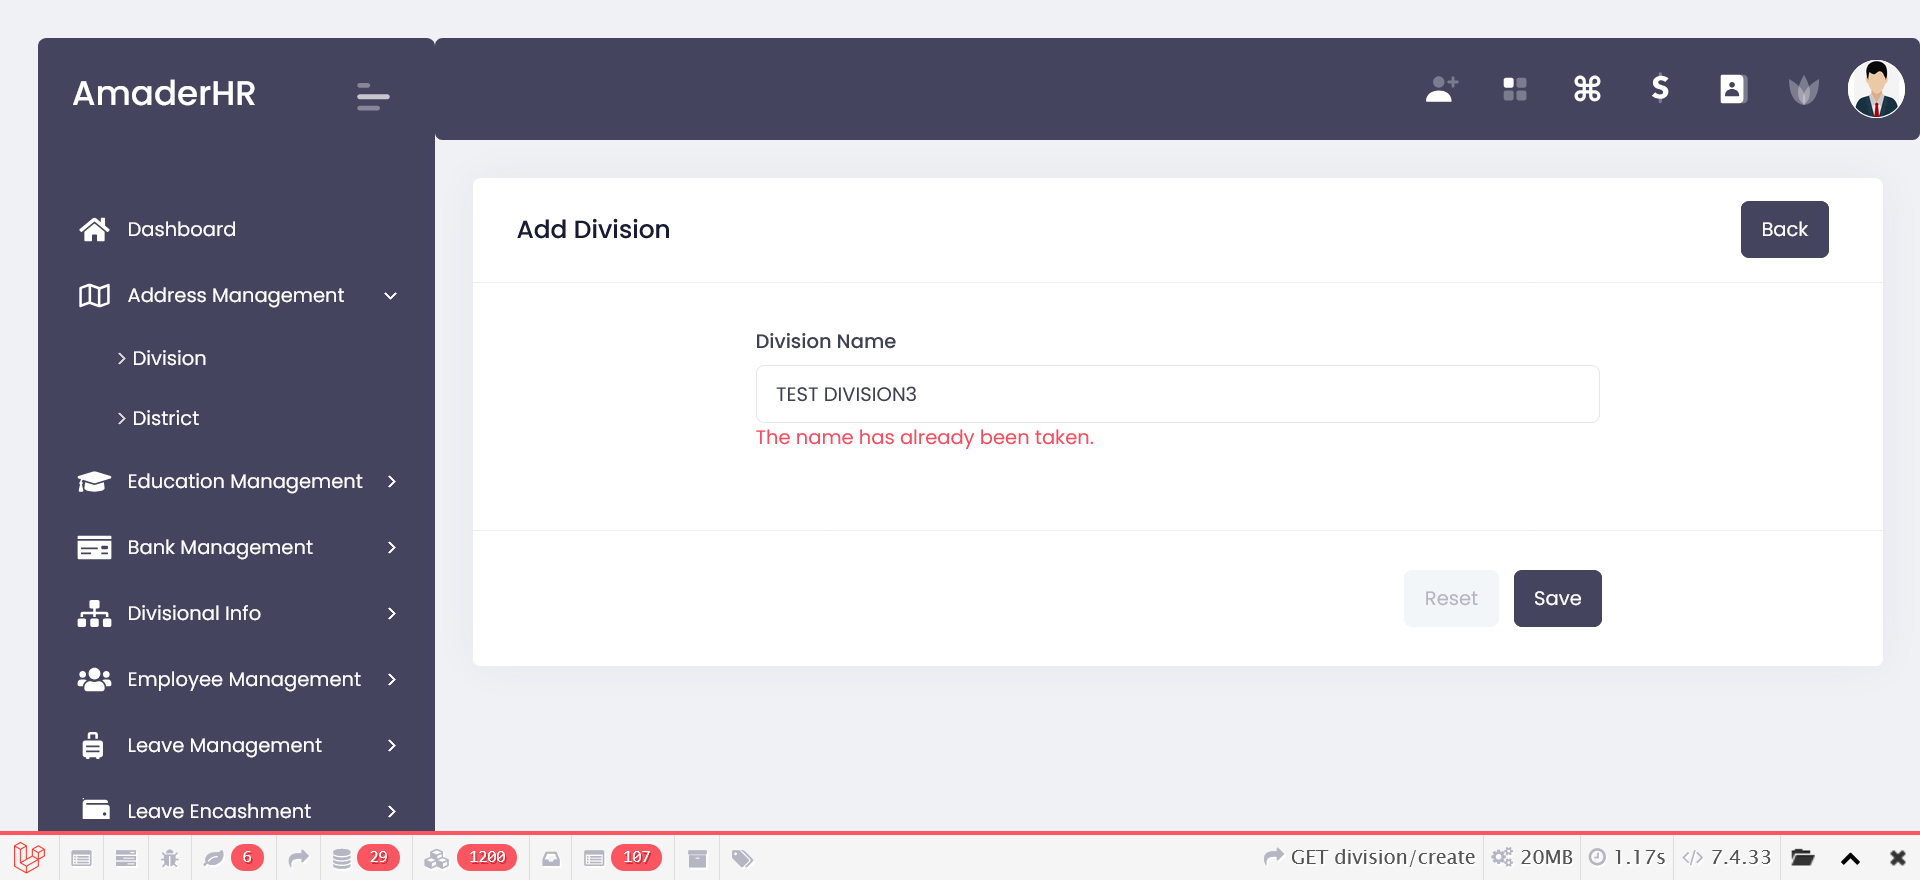 AmaderHR
Dashboard
Address Management
Division
District
Education Management
Bank Management
Divisional Info
Employee Management
Leave Management
Leave Encashment
Add Division
Back
Division Name
TEST DIVISION3
The name has already been taken.
Reset
Save
6
29
1200
107
GET division/create
20MB
1.17s
7.4.33